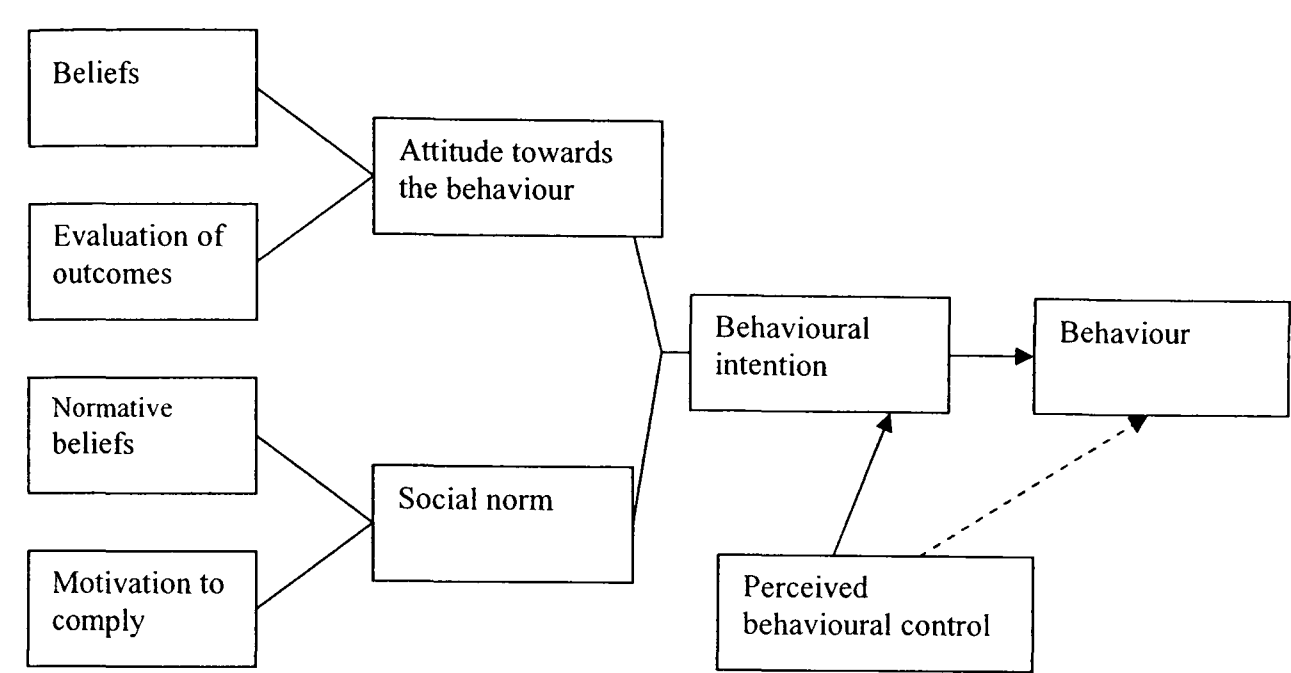 Beliefs
Evaluation of
outcomes
Normative
beliefs
Motivation to
comply
Attitude towards
the behaviour
Social norm
Behavioural
intention
Perceived
behavioural control
Behaviour